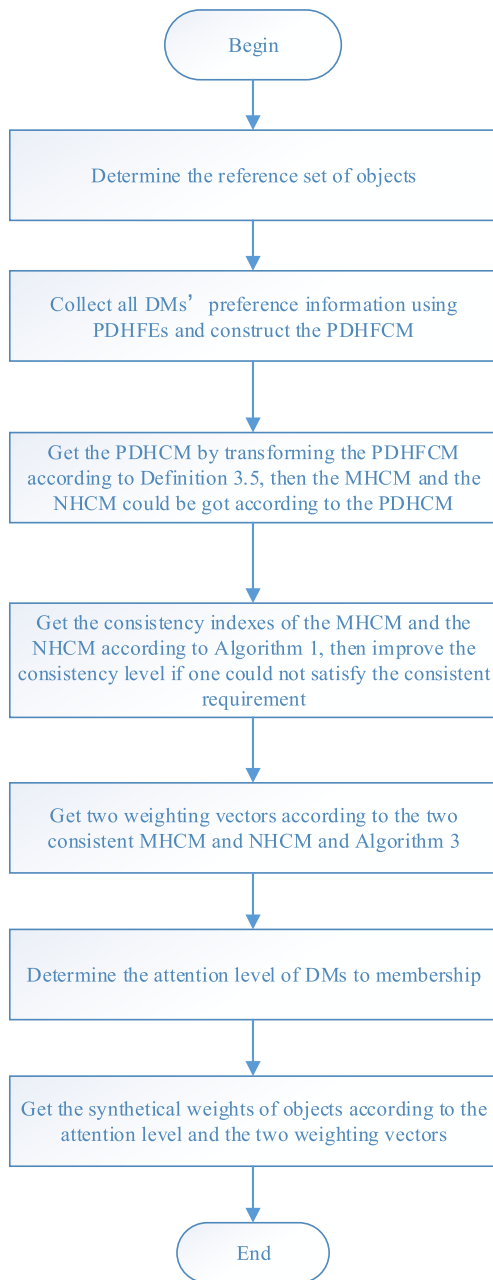 Begin
Determine the reference set of objects
Collect all DMs’ preference information using
PDHFEs and construct the PDHFCM
Get the PDHCM by transforming the PDHFCM
according to Definition 3.5, then the MHCM and the
NHCM could be got according to the PDHCM
Get the consistency indexes of the MHCM and the
NHCM according to Algorithm 1, then improve the
consistency level if one could not satisfy the consistent
requirement
Get two weighting vectors according to the two
consistent MHCM and NHCM and Algorithm 3
Determine the attention level of DMs to membership
Get the synthetical weights of objects according to the
attention level and the two weighting vectors
End